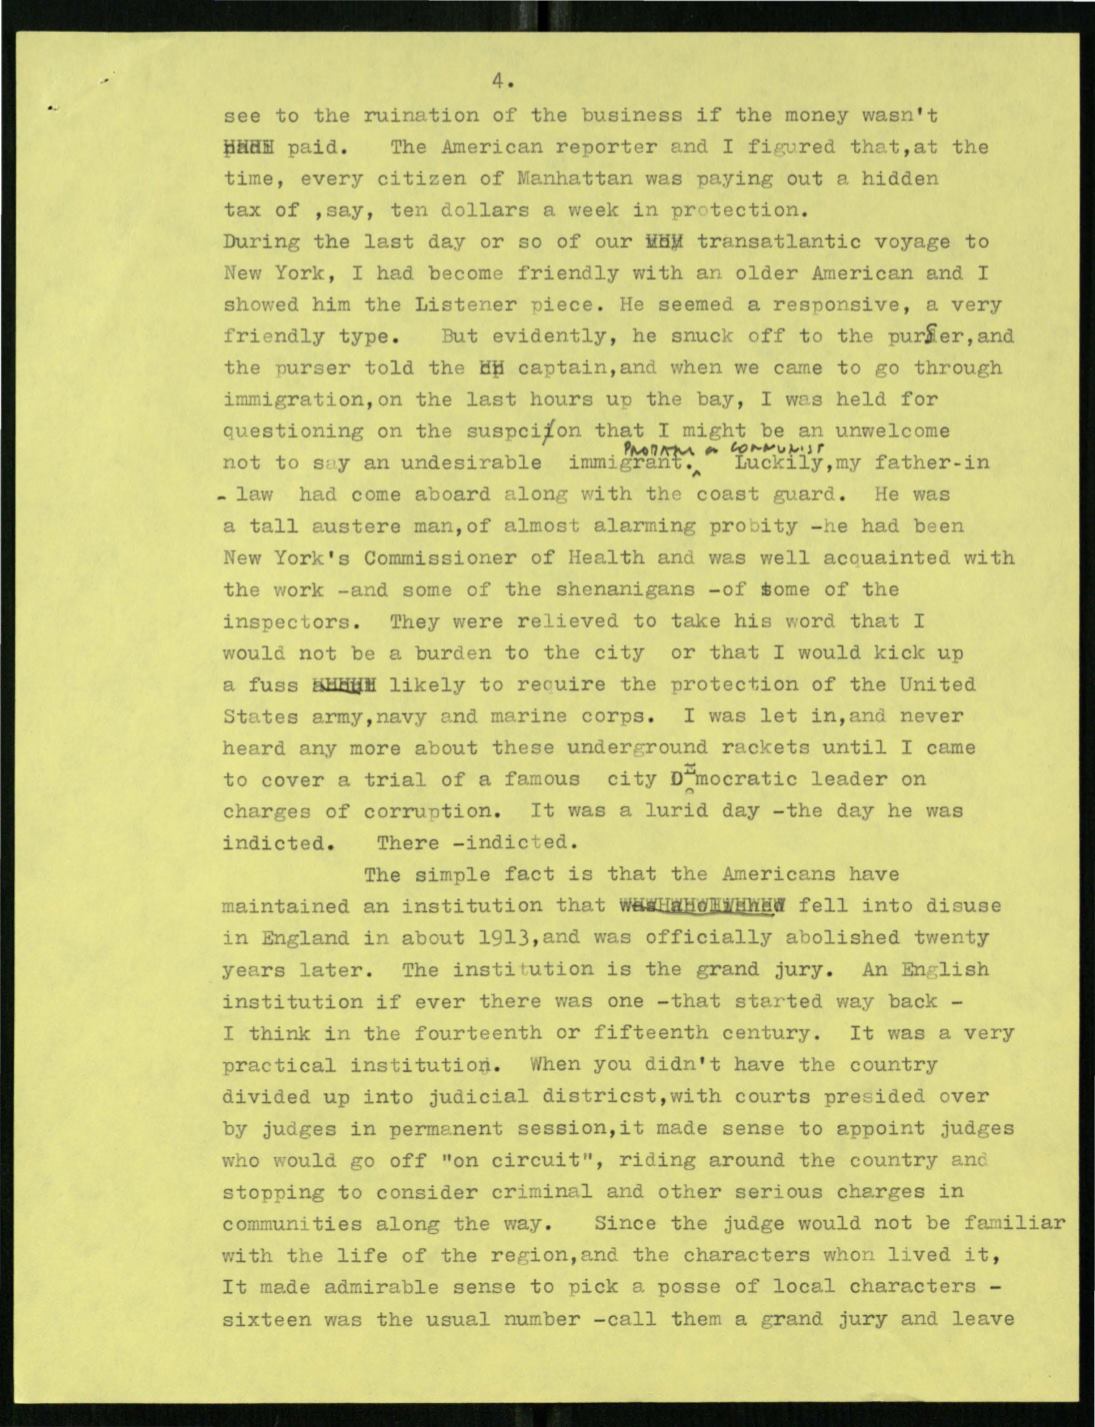 4.
see to the ruination of the business if the money wasn't
paid. The American reporter and I figured that,at the
time, every citizen of Manhattan was paying out a hidden
tax of ,say, ten dollars a week in protection.
During the last day or so of our transatlantic voyage to
New York, I had become friendly with an older American and I
showed him the Listener piece. He seemed a responsive, a very
friendly type. But evidently, he snuck off to the purser,and
the purser told the captain,and when we came to go through
immigration,on the last hours up the bay, I was held for
questioning on the suspcion that I might be an unwelcome
a COMMUNIST
not to say an undesirable immigrant. Luckily,my father-in
- law had come aboard along with the coast guard. He was
a tall austere man,of almost alarming probity -he had been
New York's Commissioner of Health and was well acquainted with
the work -and some of the shenanigans -of some of the
inspectors. They were relieved to take his word that I
would not be a burden to the city or that I would kick up
a fuss likely to require the protection of the United
States army,navy and marine corps. I was let in,and never
heard any more about these underground rackets until I came
to cover a trial of a famous city DEmocratic leader on
charges of corruption. It was a lurid day -the day he was
indicted. There -indicted.
The simple fact is that the Americans have
maintained an institution that was abolished fell into disuse
in England in about 1913,and was officially abolished twenty
years later. The institution is the grand jury. An English
institution if ever there was one -that started way back -
I think in the fourteenth or fifteenth century. It was a very
practical institution. When you didn't have the country
divided up into judicial districst,with courts presided over
by judges in permanent session,it made sense to appoint judges
who would go off "on circuit", riding around the country and
stopping to consider criminal and other serious charges in
communities along the way. Since the judge would not be familiar
with the life of the region,and the characters whon lived it,
It made admirable sense to pick a posse of local characters -
sixteen was the usual number -call them a grand jury and leave